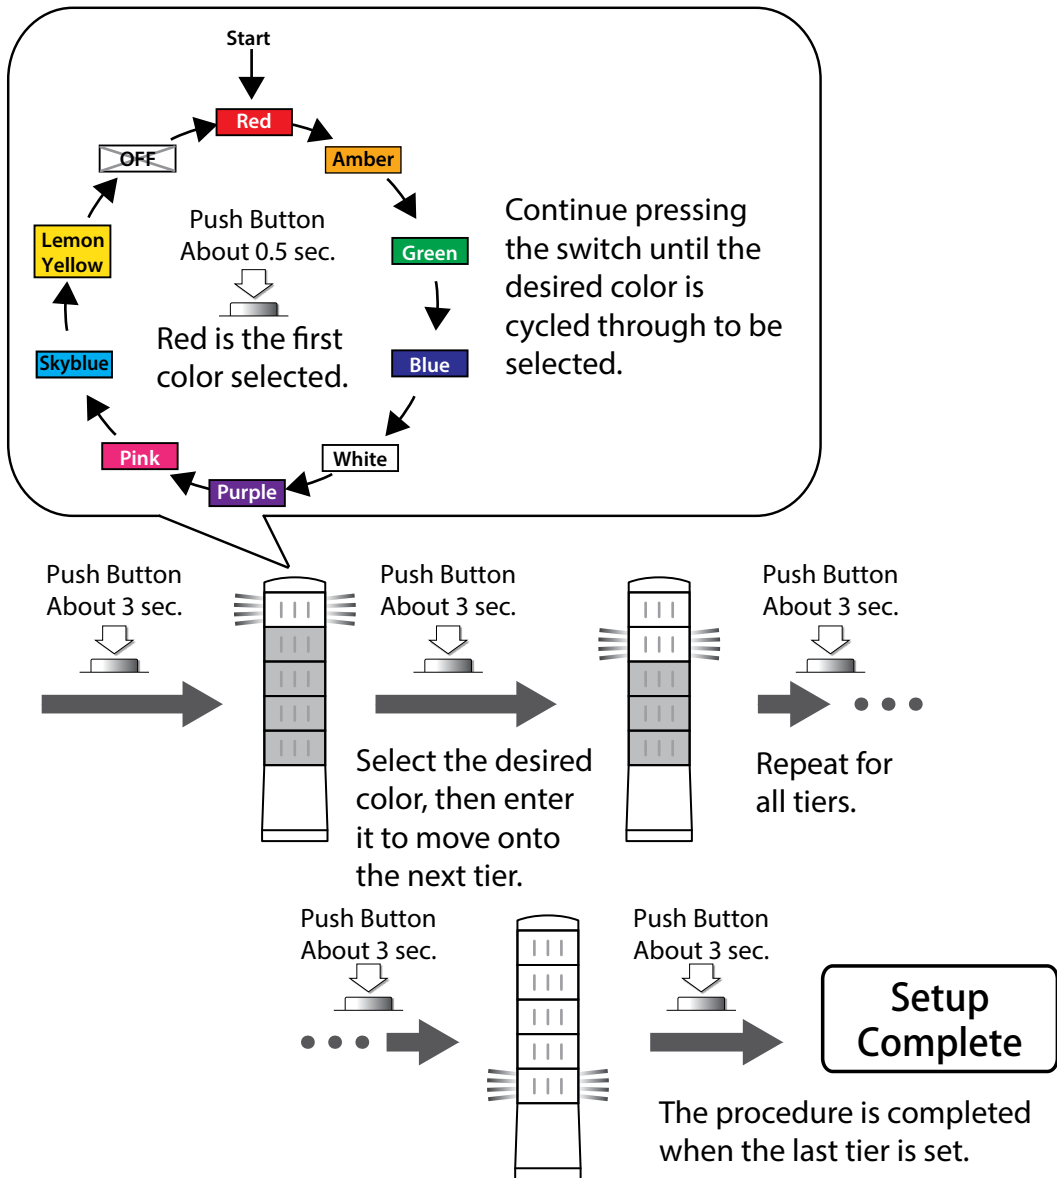 Start
Red
Amber
Green
Blue
White
Purple
Pink
Skyblue
Lemon
Yellow
OFF
Push Button
About 0.5 sec.
Red is the first
color selected.
Continue pressing
the switch until the
desired color is
cycled through to be
selected.
Push Button
About 3 sec.
Push Button
About 3 sec.
Select the desired
color, then enter
it to move onto
the next tier.
Push Button
About 3 sec.
Repeat for
all tiers.
Push Button
About 3 sec.
Push Button
About 3 sec.
Setup
Complete
The procedure is completed
when the last tier is set.